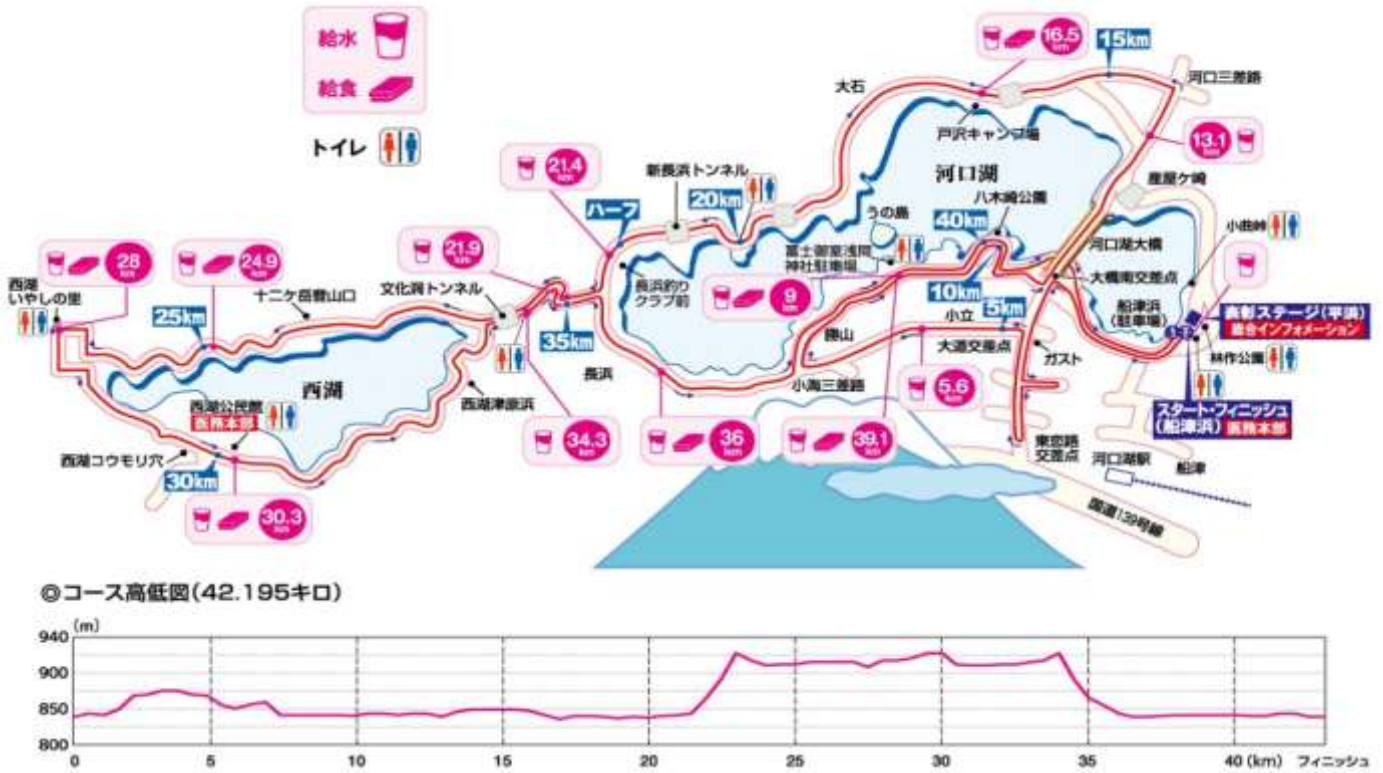 給水
給食
トイレ
16.5
km
15km
河口三差路
大石
戸沢キャンプ場
13.1
km
河口湖
産屋ヶ崎
21.4
km
新長浜トンネル
20km
ハーフ
うの島
八木崎公園
40km
富士御室浅間
神社駐車場
河口湖大橋
小曲峠
大橋南交差点
28
km
24.9
km
21.9
km
西湖
いやしの里
十二ヶ岳登山口
文化洞トンネル
長浜釣り
クラブ前
9
km
10km
5km
船津浜
(駐車場)
表彰ステージ(平浜)
総合インフォメーション
25km
35km
勝山
小立
大道交差点
ガスト
林作公園
長浜
小海三差路
西湖
西湖津原浜
5.6
km
スタート・フィニッシュ
(船津浜)
医務本部
西湖公民館
医務本部
34.3
km
36
km
39.1
km
東恋路
交差点
河口湖駅
船津
西湖コウモリ穴
30km
30.3
km
国道139号線
◎コース高低図(42.195キロ)
(m)
940
900
850
800
0
5
10
15
20
25
30
35
40 (km)
フィニッシュ